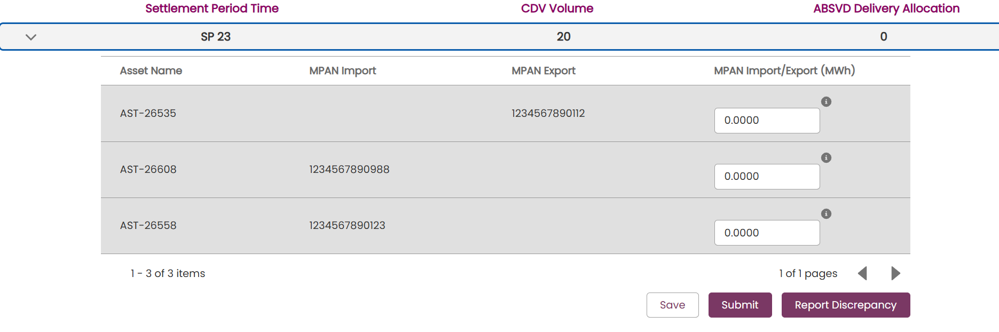 Settlement Period Time CDV Volume ABSVD Delivery Allocation
SP 23 20 0
Asset Name MPAN Import MPAN Export MPAN Import/Export (MWh)
AST-26535 1234567890112 0.0000
AST-26608 1234567890988 0.0000
AST-26558 1234567890123 0.0000
1 - 3 of 3 items 1 of 1 pages
Save Submit Report Discrepancy